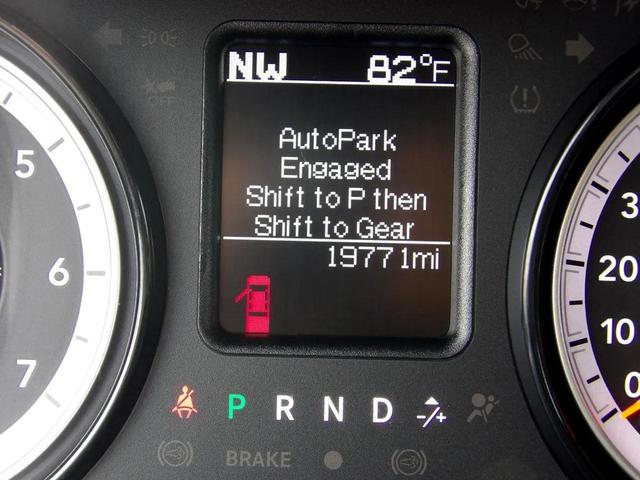 NW 82°F
AutoPark
Engaged
Shift to P then
Shift to Gear
19771mi
5
6
7
3
20
10
0
P R N D -/+
OFF
BRAKE